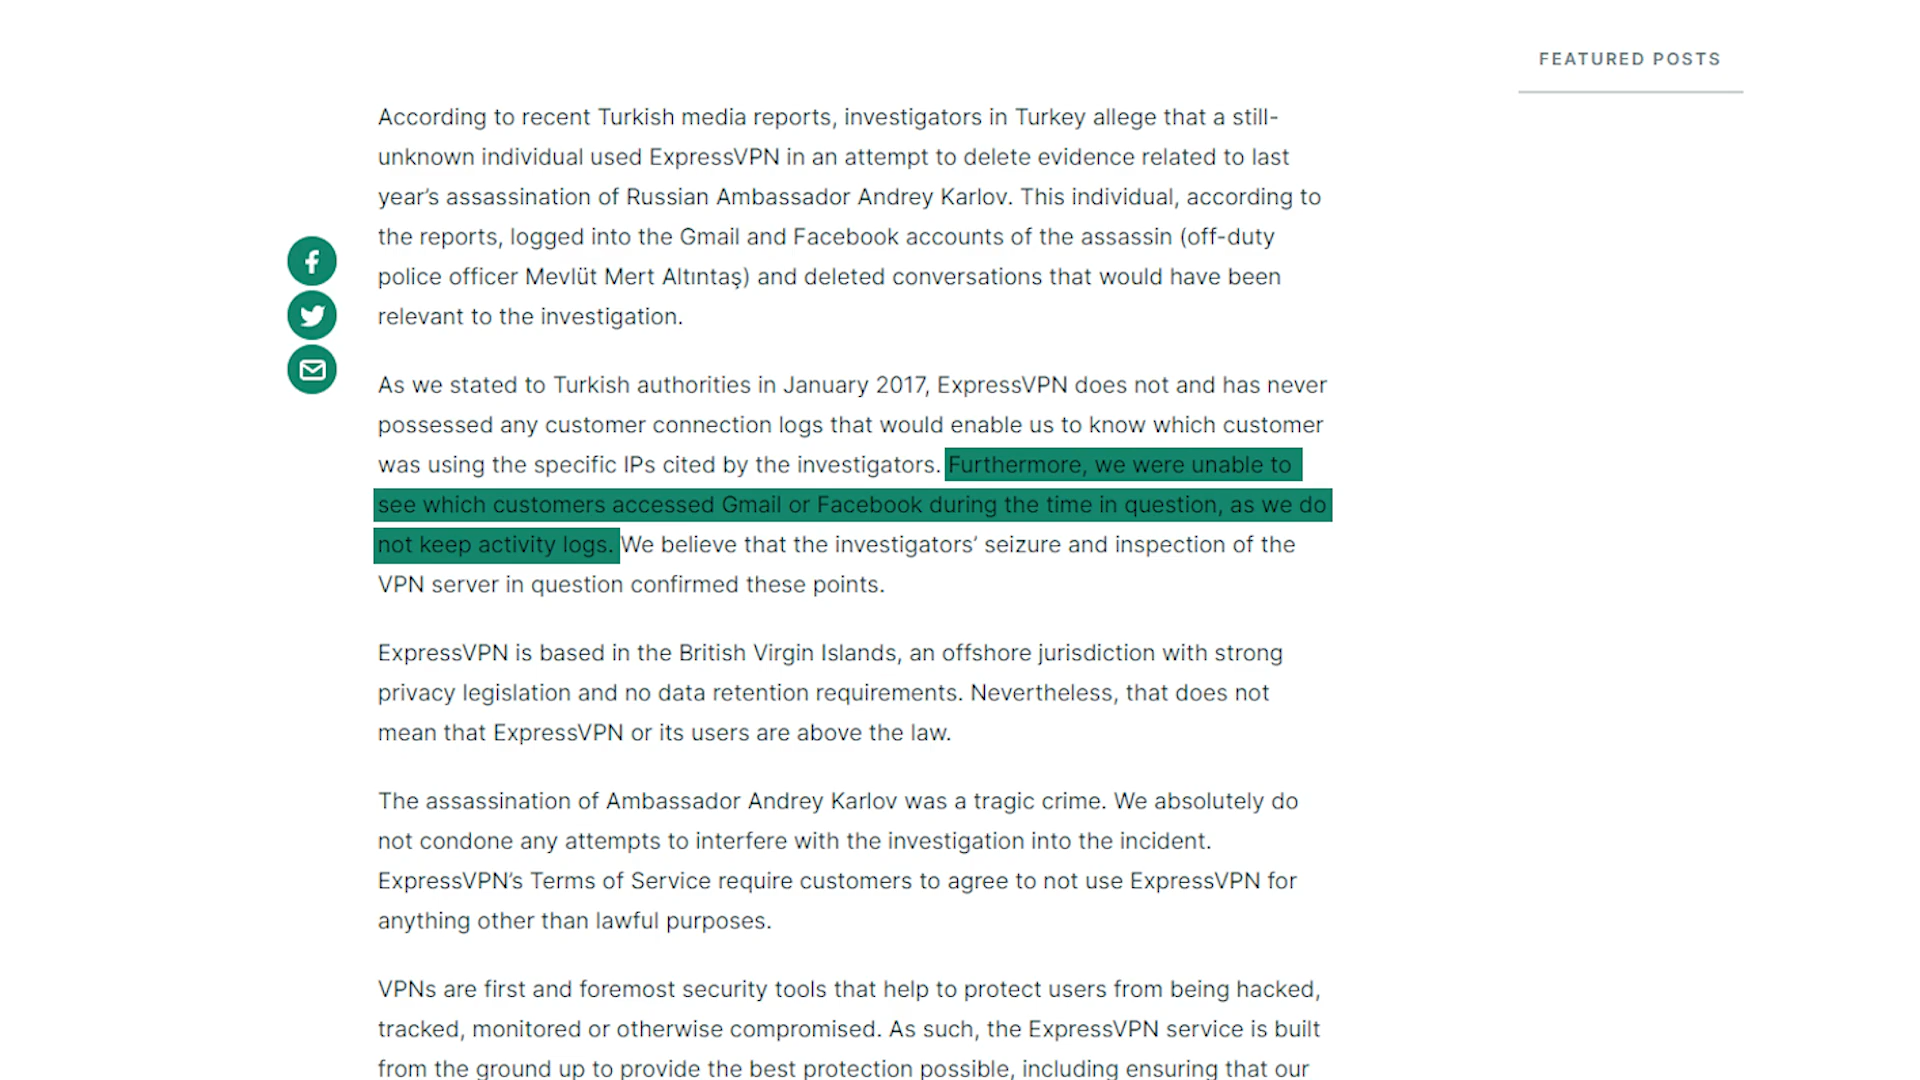 FEATURED POSTS
According to recent Turkish media reports, investigators in Turkey allege that a still-
unknown individual used ExpressVPN in an attempt to delete evidence related to last
year’s assassination of Russian Ambassador Andrey Karlov. This individual, according to
the reports, logged into the Gmail and Facebook accounts of the assassin (off-duty
police officer Mevlüt Mert Altıntaş) and deleted conversations that would have been
relevant to the investigation.
As we stated to Turkish authorities in January 2017, ExpressVPN does not and has never
possessed any customer connection logs that would enable us to know which customer
was using the specific IPs cited by the investigators. Furthermore, we were unable to
see which customers accessed Gmail or Facebook during the time in question, as we do
not keep activity logs. We believe that the investigators’ seizure and inspection of the
VPN server in question confirmed these points.
ExpressVPN is based in the British Virgin Islands, an offshore jurisdiction with strong
privacy legislation and no data retention requirements. Nevertheless, that does not
mean that ExpressVPN or its users are above the law.
The assassination of Ambassador Andrey Karlov was a tragic crime. We absolutely do
not condone any attempts to interfere with the investigation into the incident.
ExpressVPN’s Terms of Service require customers to agree to not use ExpressVPN for
anything other than lawful purposes.
VPNs are first and foremost security tools that help to protect users from being hacked,
tracked, monitored or otherwise compromised. As such, the ExpressVPN service is built
from the ground up to provide the best protection possible, including ensuring that our